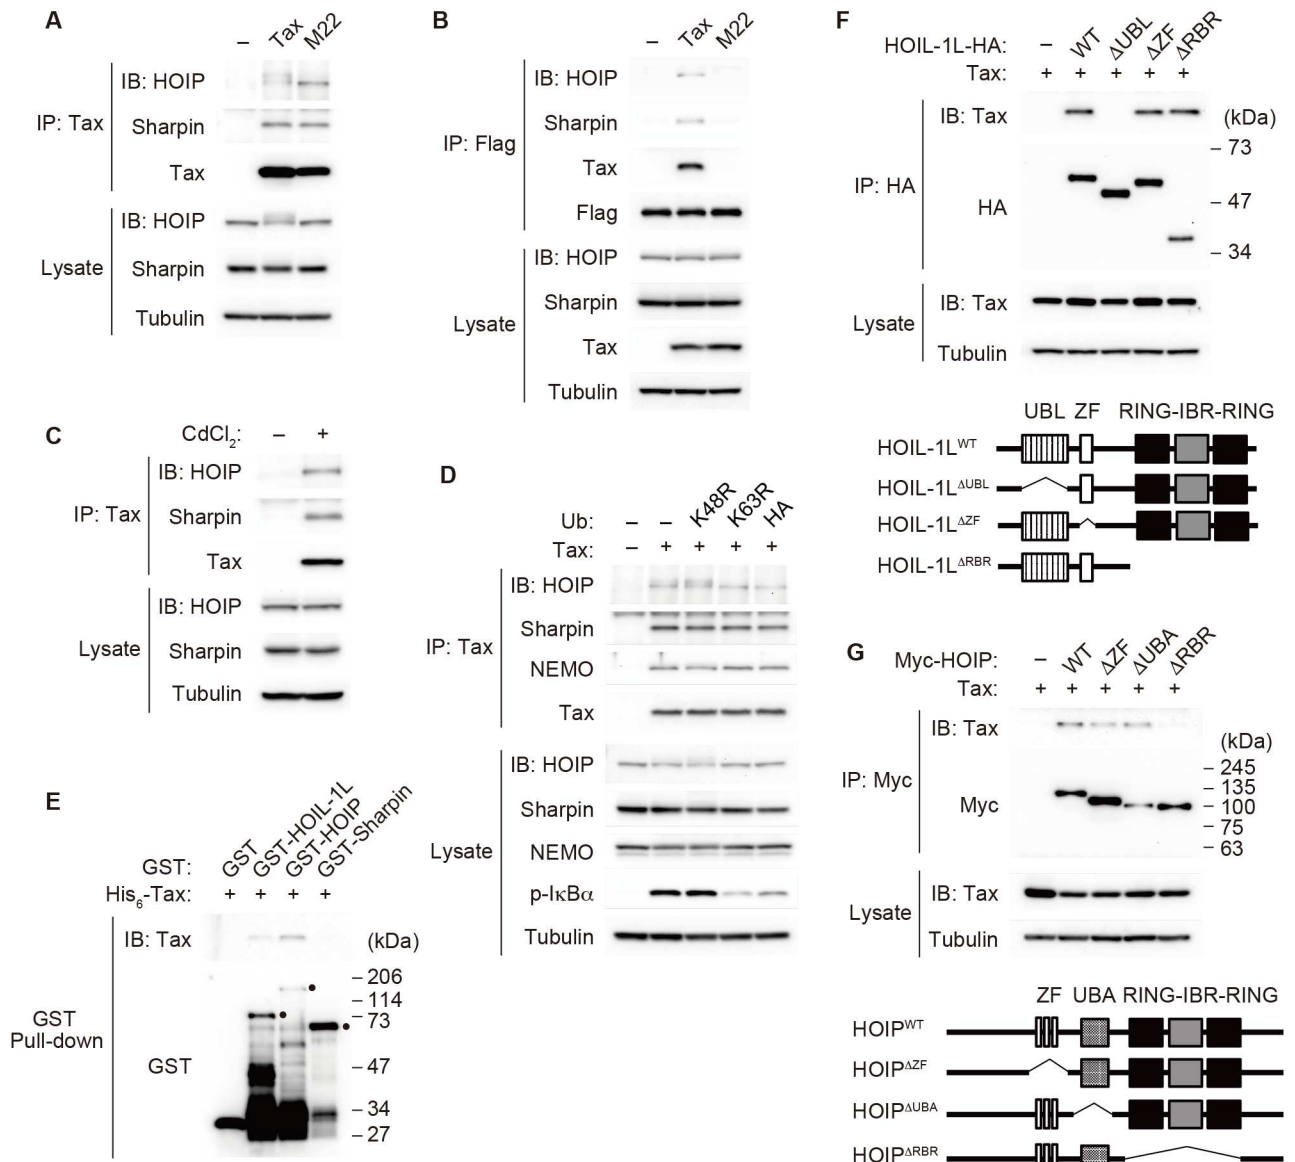 A
– Tax M22
IP: Tax
IB: HOIP
Sharpin
Tax
Lysate
IB: HOIP
Sharpin
Tubulin
B
– Tax M22
IP: Flag
IB: HOIP
Sharpin
Tax
Flag
Lysate
IB: HOIP
Sharpin
Tax
Tubulin
C
CdCl2: – +
IP: Tax
IB: HOIP
Sharpin
Tax
Lysate
IB: HOIP
Sharpin
Tubulin
D
Ub: – – K48R K63R HA
Tax: – + + + +
IP: Tax
IB: HOIP
Sharpin
NEMO
Tax
Lysate
IB: HOIP
Sharpin
NEMO
p-IκBα
Tubulin
E
GST: GST GST-HOIL-1L GST-HOIP GST-Sharpin
His6-Tax: + + + +
GST
Pull-down
IB: Tax
(kDa)
GST
– 206
– 114
– 73
– 47
– 34
– 27
F
HOIL-1L-HA: – WT ΔUBL ΔZF ΔRBR
Tax: + + + + +
IP: HA
IB: Tax
(kDa)
HA
– 73
– 47
– 34
Lysate
IB: Tax
Tubulin
UBL ZF RING-IBR-RING
HOIL-1LWT
HOIL-1LΔUBL
HOIL-1LΔZF
HOIL-1LΔRBR
G
Myc-HOIP: – WT ΔZF ΔUBA ΔRBR
Tax: + + + + +
IP: Myc
IB: Tax
(kDa)
Myc
– 245
– 135
– 100
– 75
– 63
Lysate
IB: Tax
Tubulin
ZF UBA RING-IBR-RING
HOIPWT
HOIPΔZF
HOIPΔUBA
HOIPΔRBR